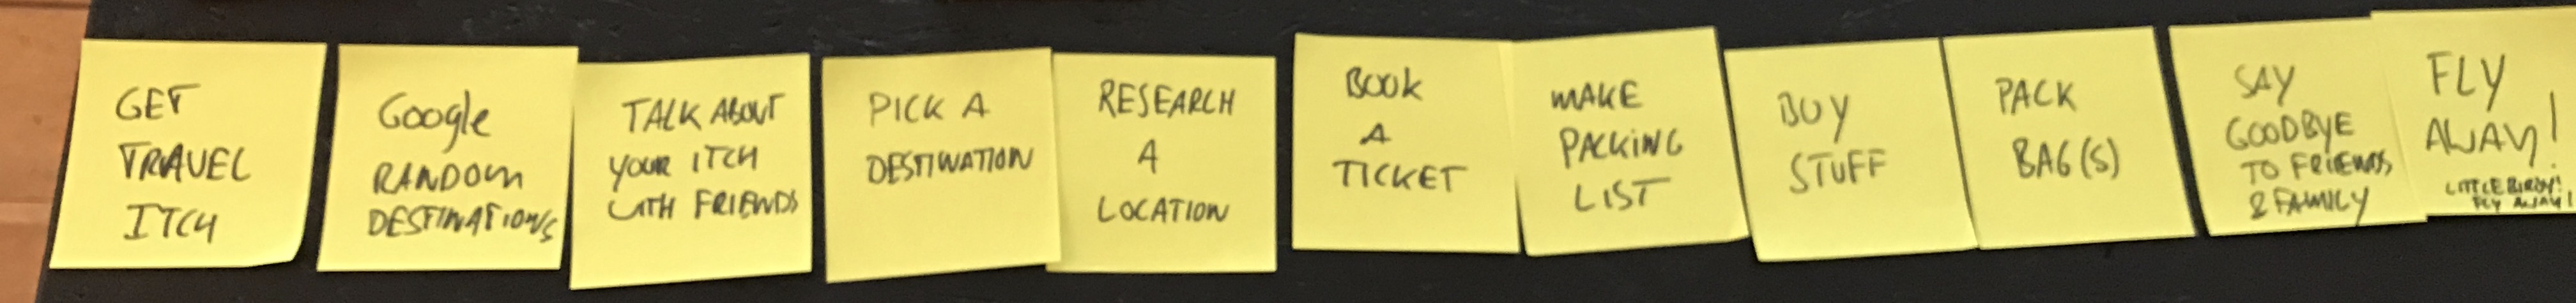 GET
TRAVEL
ITCH
Google
RANDOM
DESTINATIONS
TALK ABOUT
YOUR ITCH
WITH FRIENDS
PICK A
DESTINATION
RESEARCH
A
LOCATION
BOOK
A
TICKET
MAKE
PACKING
LIST
BUY
STUFF
PACK
BAG(S)
SAY
GOODBYE
TO FRIENDS
& FAMILY
FLY
AWAY!
LITTLE BIRDY!
FLY AWAY!